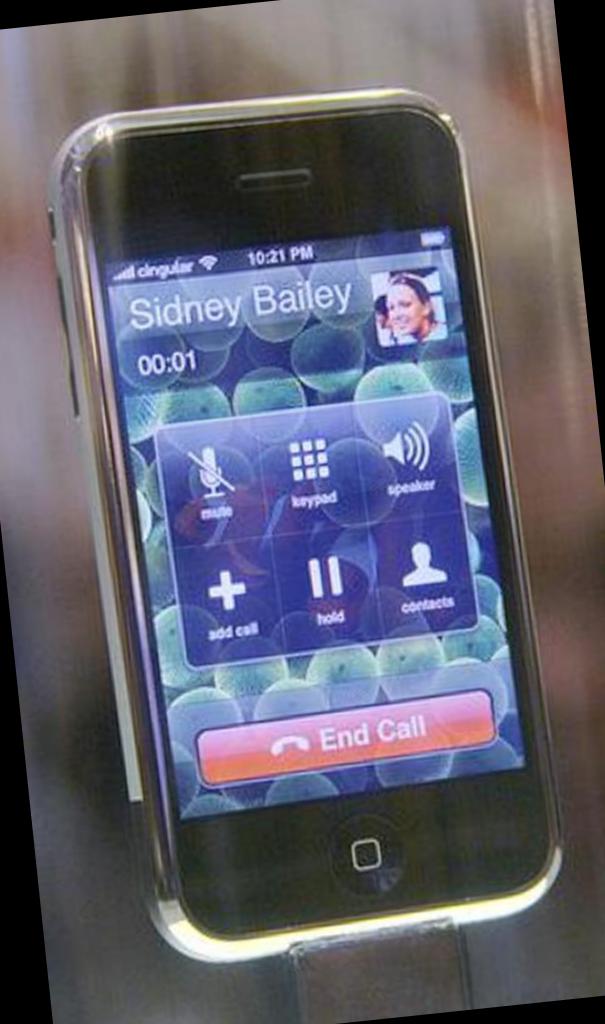 cingular 10:21 PM
Sidney Bailey
00:01
mute keypad speaker
add call hold contacts
End Call